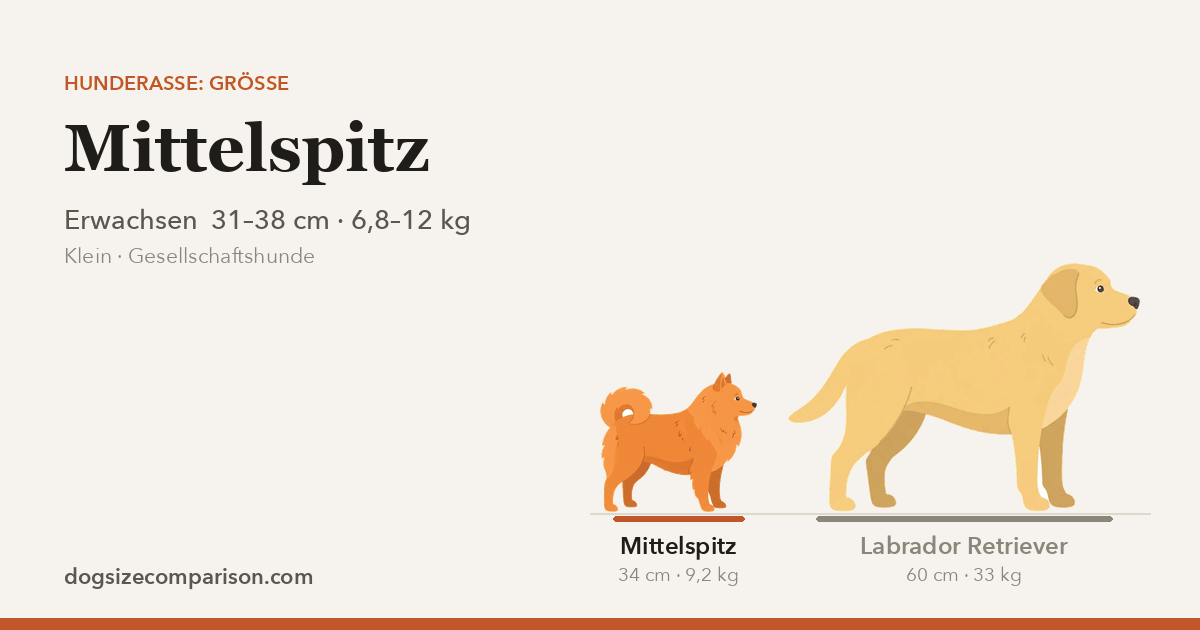 HUNDERASSE: GRÖSSE
Mittelspitz
Erwachsen 31–38 cm · 6,8–12 kg
Klein · Gesellschaftshunde
Mittelspitz
34 cm · 9,2 kg
Labrador Retriever
60 cm · 33 kg
dogsizecomparison.com